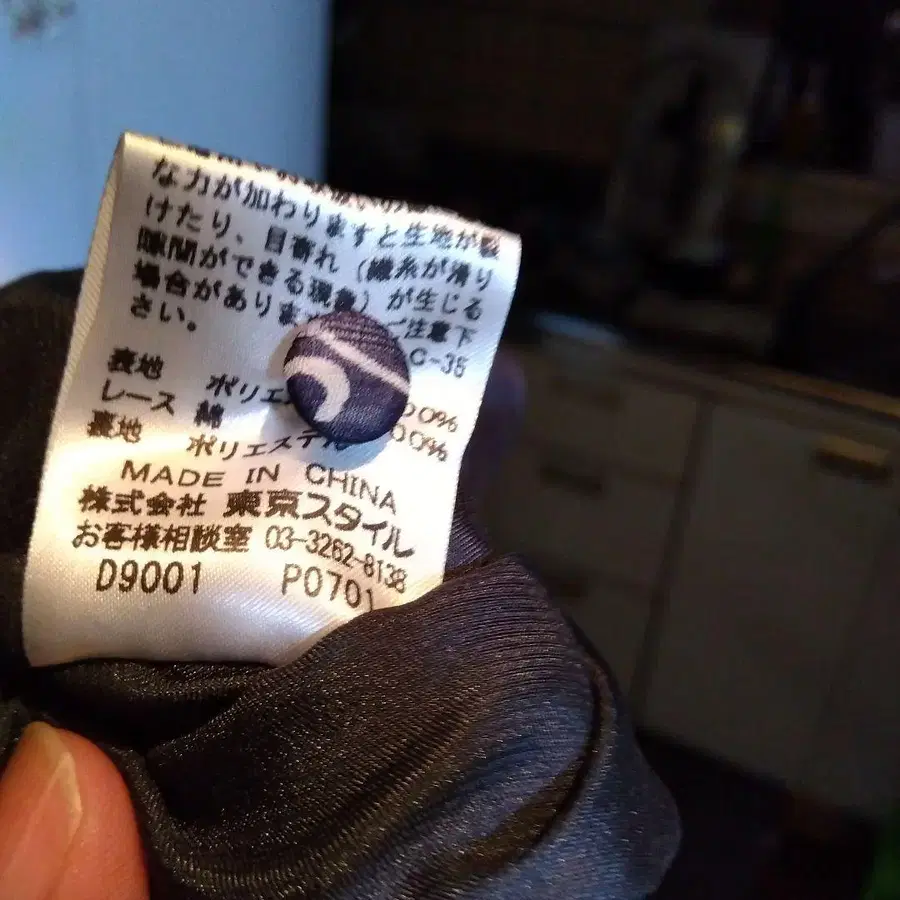 な力が加わりますと生地が裂
けたり、目寄れ（織糸が滑り
隙間ができる現象）が生じる
場合がありま ご注意下
さい。
C-35
表地 ポリエ 00%
レース 綿 00%
裏地 ポリエステル
MADE IN CHINA
株式会社 東京スタイル
お客様相談室 03-3262-8138
D9001 P0701